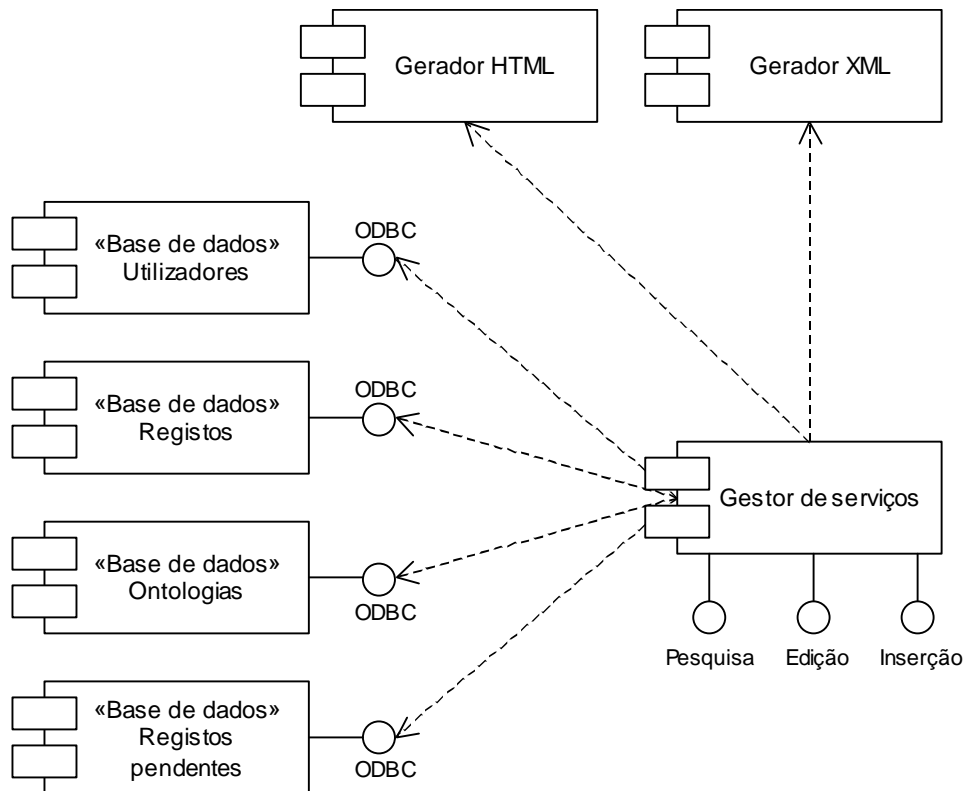 Gerador HTML
Gerador XML
«Base de dados»
Utilizadores
ODBC
«Base de dados»
Registos
ODBC
Gestor de serviços
«Base de dados»
Ontologias
ODBC
Pesquisa
Edição
Inserção
«Base de dados»
Registos
pendentes
ODBC